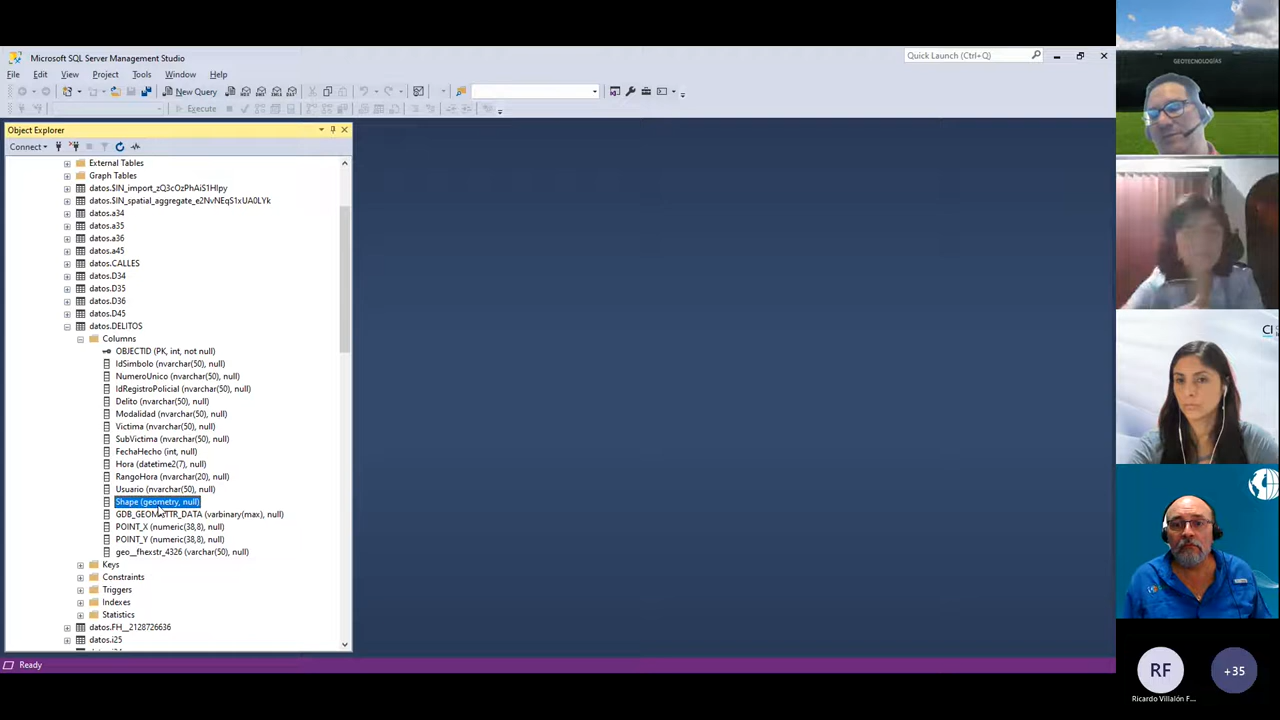 Microsoft SQL Server Management Studio
Quick Launch (Ctrl+Q)
File Edit View Project Tools Window Help
New Query
Execute
Object Explorer
Connect
External Tables
Graph Tables
datos.$IN_import_zQ3cOzPhAiS1HIpy
datos.$IN_spatial_aggregate_e2NvNEqS1xUA0LYk
datos.a34
datos.a35
datos.a36
datos.a45
datos.CALLES
datos.D34
datos.D35
datos.D36
datos.D45
datos.DELITOS
Columns
OBJECTID (PK, int, not null)
IdSimbolo (nvarchar(50), null)
NumeroUnico (nvarchar(50), null)
IdRegistroPolicial (nvarchar(50), null)
Delito (nvarchar(50), null)
Modalidad (nvarchar(50), null)
Victima (nvarchar(50), null)
SubVictima (nvarchar(50), null)
FechaHecho (int, null)
Hora (datetime2(7), null)
RangoHora (nvarchar(20), null)
Usuario (nvarchar(50), null)
Shape (geometry, null)
GDB_GEOMATTR_DATA (varbinary(max), null)
POINT_X (numeric(38,8), null)
POINT_Y (numeric(38,8), null)
geo__fhexstr_4326 (varchar(50), null)
Keys
Constraints
Triggers
Indexes
Statistics
datos.FH__2128726636
datos.i25
Ready
GEOTECNOLOGÍAS
CI
RF
Ricardo Villalón F...
+35